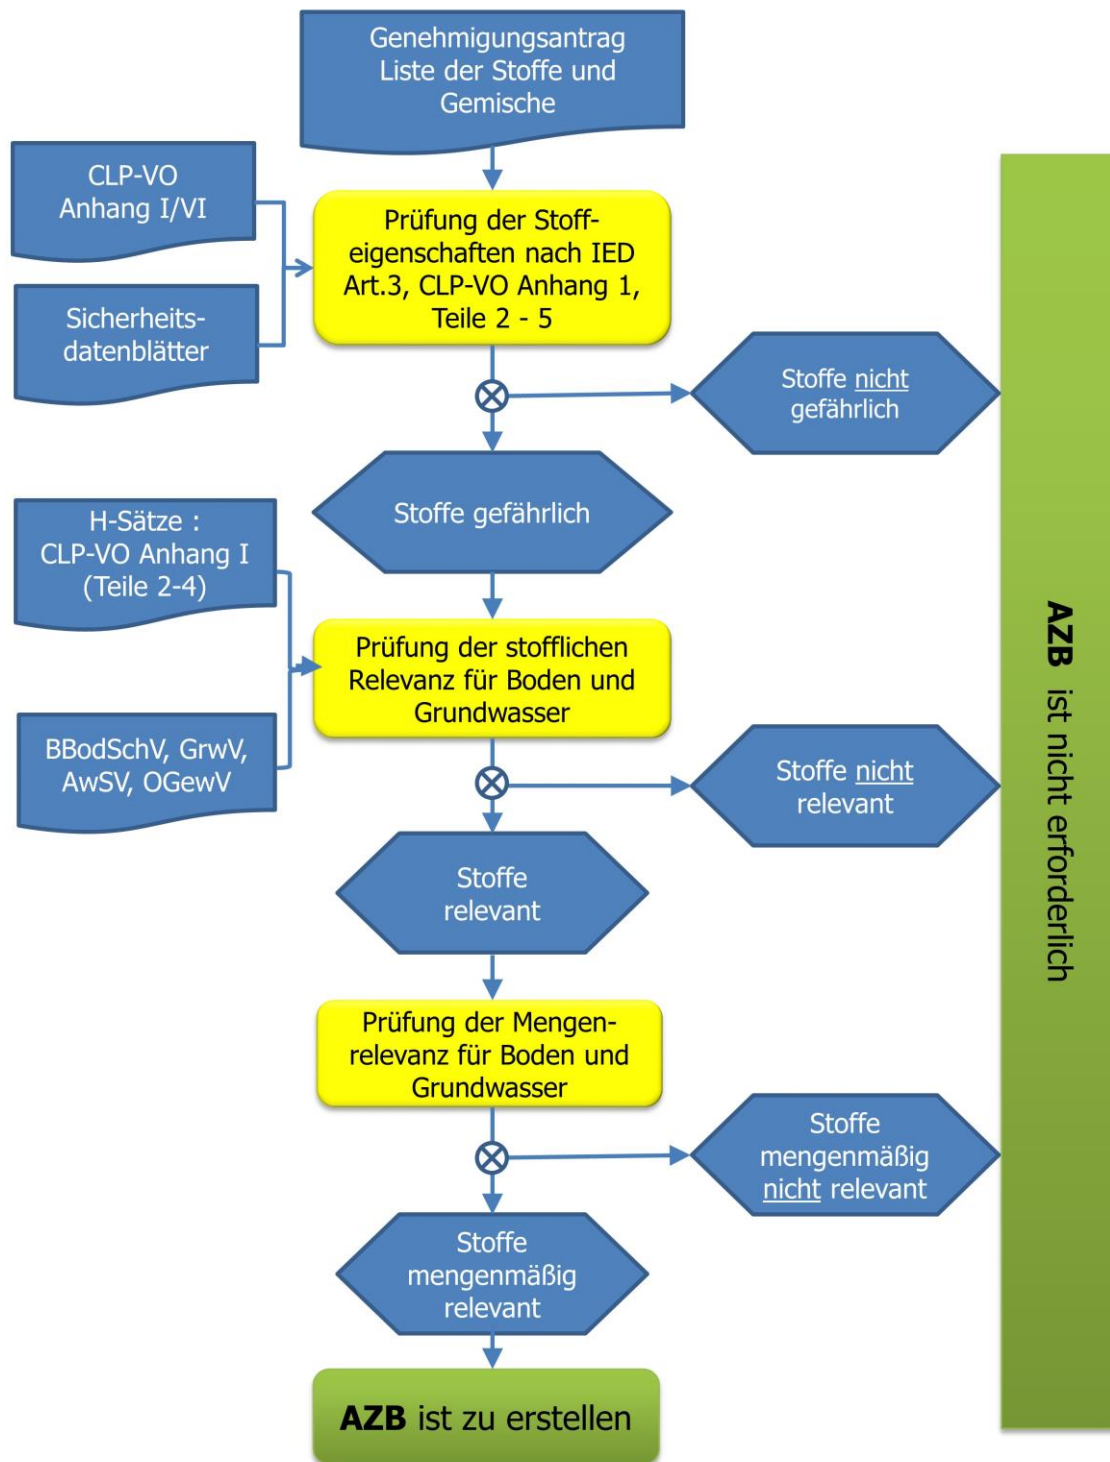 Genehmigungsantrag
Liste der Stoffe und
Gemische
CLP-VO
Anhang I/VI
Prüfung der Stoff-
eigenschaften nach IED
Art.3, CLP-VO Anhang 1,
Teile 2 - 5
Sicherheits-
datenblätter
Stoffe nicht
gefährlich
Stoffe gefährlich
H-Sätze :
CLP-VO Anhang I
(Teile 2-4)
Prüfung der stofflichen
Relevanz für Boden und
Grundwasser
BBodSchV, GrwV,
AwSV, OGewV
Stoffe nicht
relevant
Stoffe
relevant
Prüfung der Mengen-
relevanz für Boden und
Grundwasser
Stoffe
mengenmäßig
nicht relevant
Stoffe
mengenmäßig
relevant
AZB ist zu erstellen
AZB ist nicht erforderlich